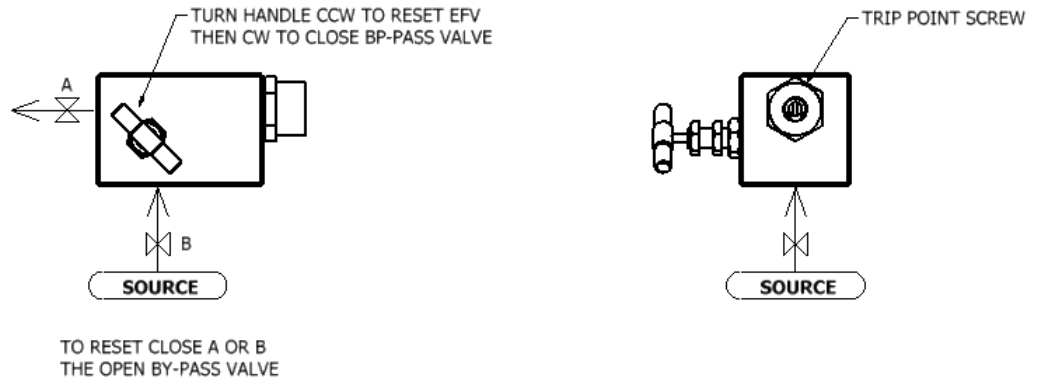 TURN HANDLE CCW TO RESET EFV
THEN CW TO CLOSE BP-PASS VALVE
TRIP POINT SCREW
A
B
SOURCE
SOURCE
TO RESET CLOSE A OR B
THE OPEN BY-PASS VALVE